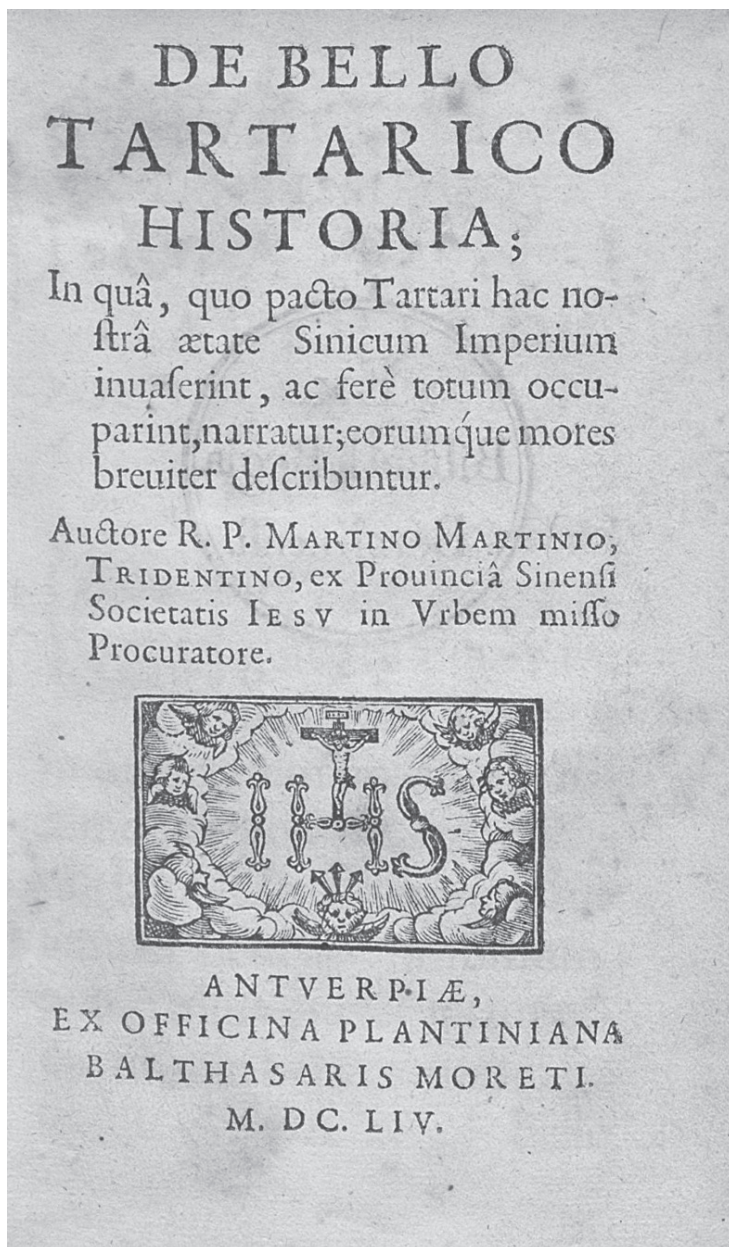 DE BELLO
TARTARICO
HISTORIA;
In quâ, quo pacto Tartari hac no-
ſtrâ ætate Sinicum Imperium
inuaſerint, ac ferè totum occu-
parint,narratur;eorumq́ue mores
breuiter deſcribuntur.
Auctore R. P. MARTINO MARTINIO,
TRIDENTINO, ex Prouinciâ Sinenſi
Societatis IESV in Vrbem miſſo
Procuratore.
IHS
ANTVERPIÆ,
EX OFFICINA PLANTINIANA
BALTHASARIS MORETI.
M. DC. LIV.